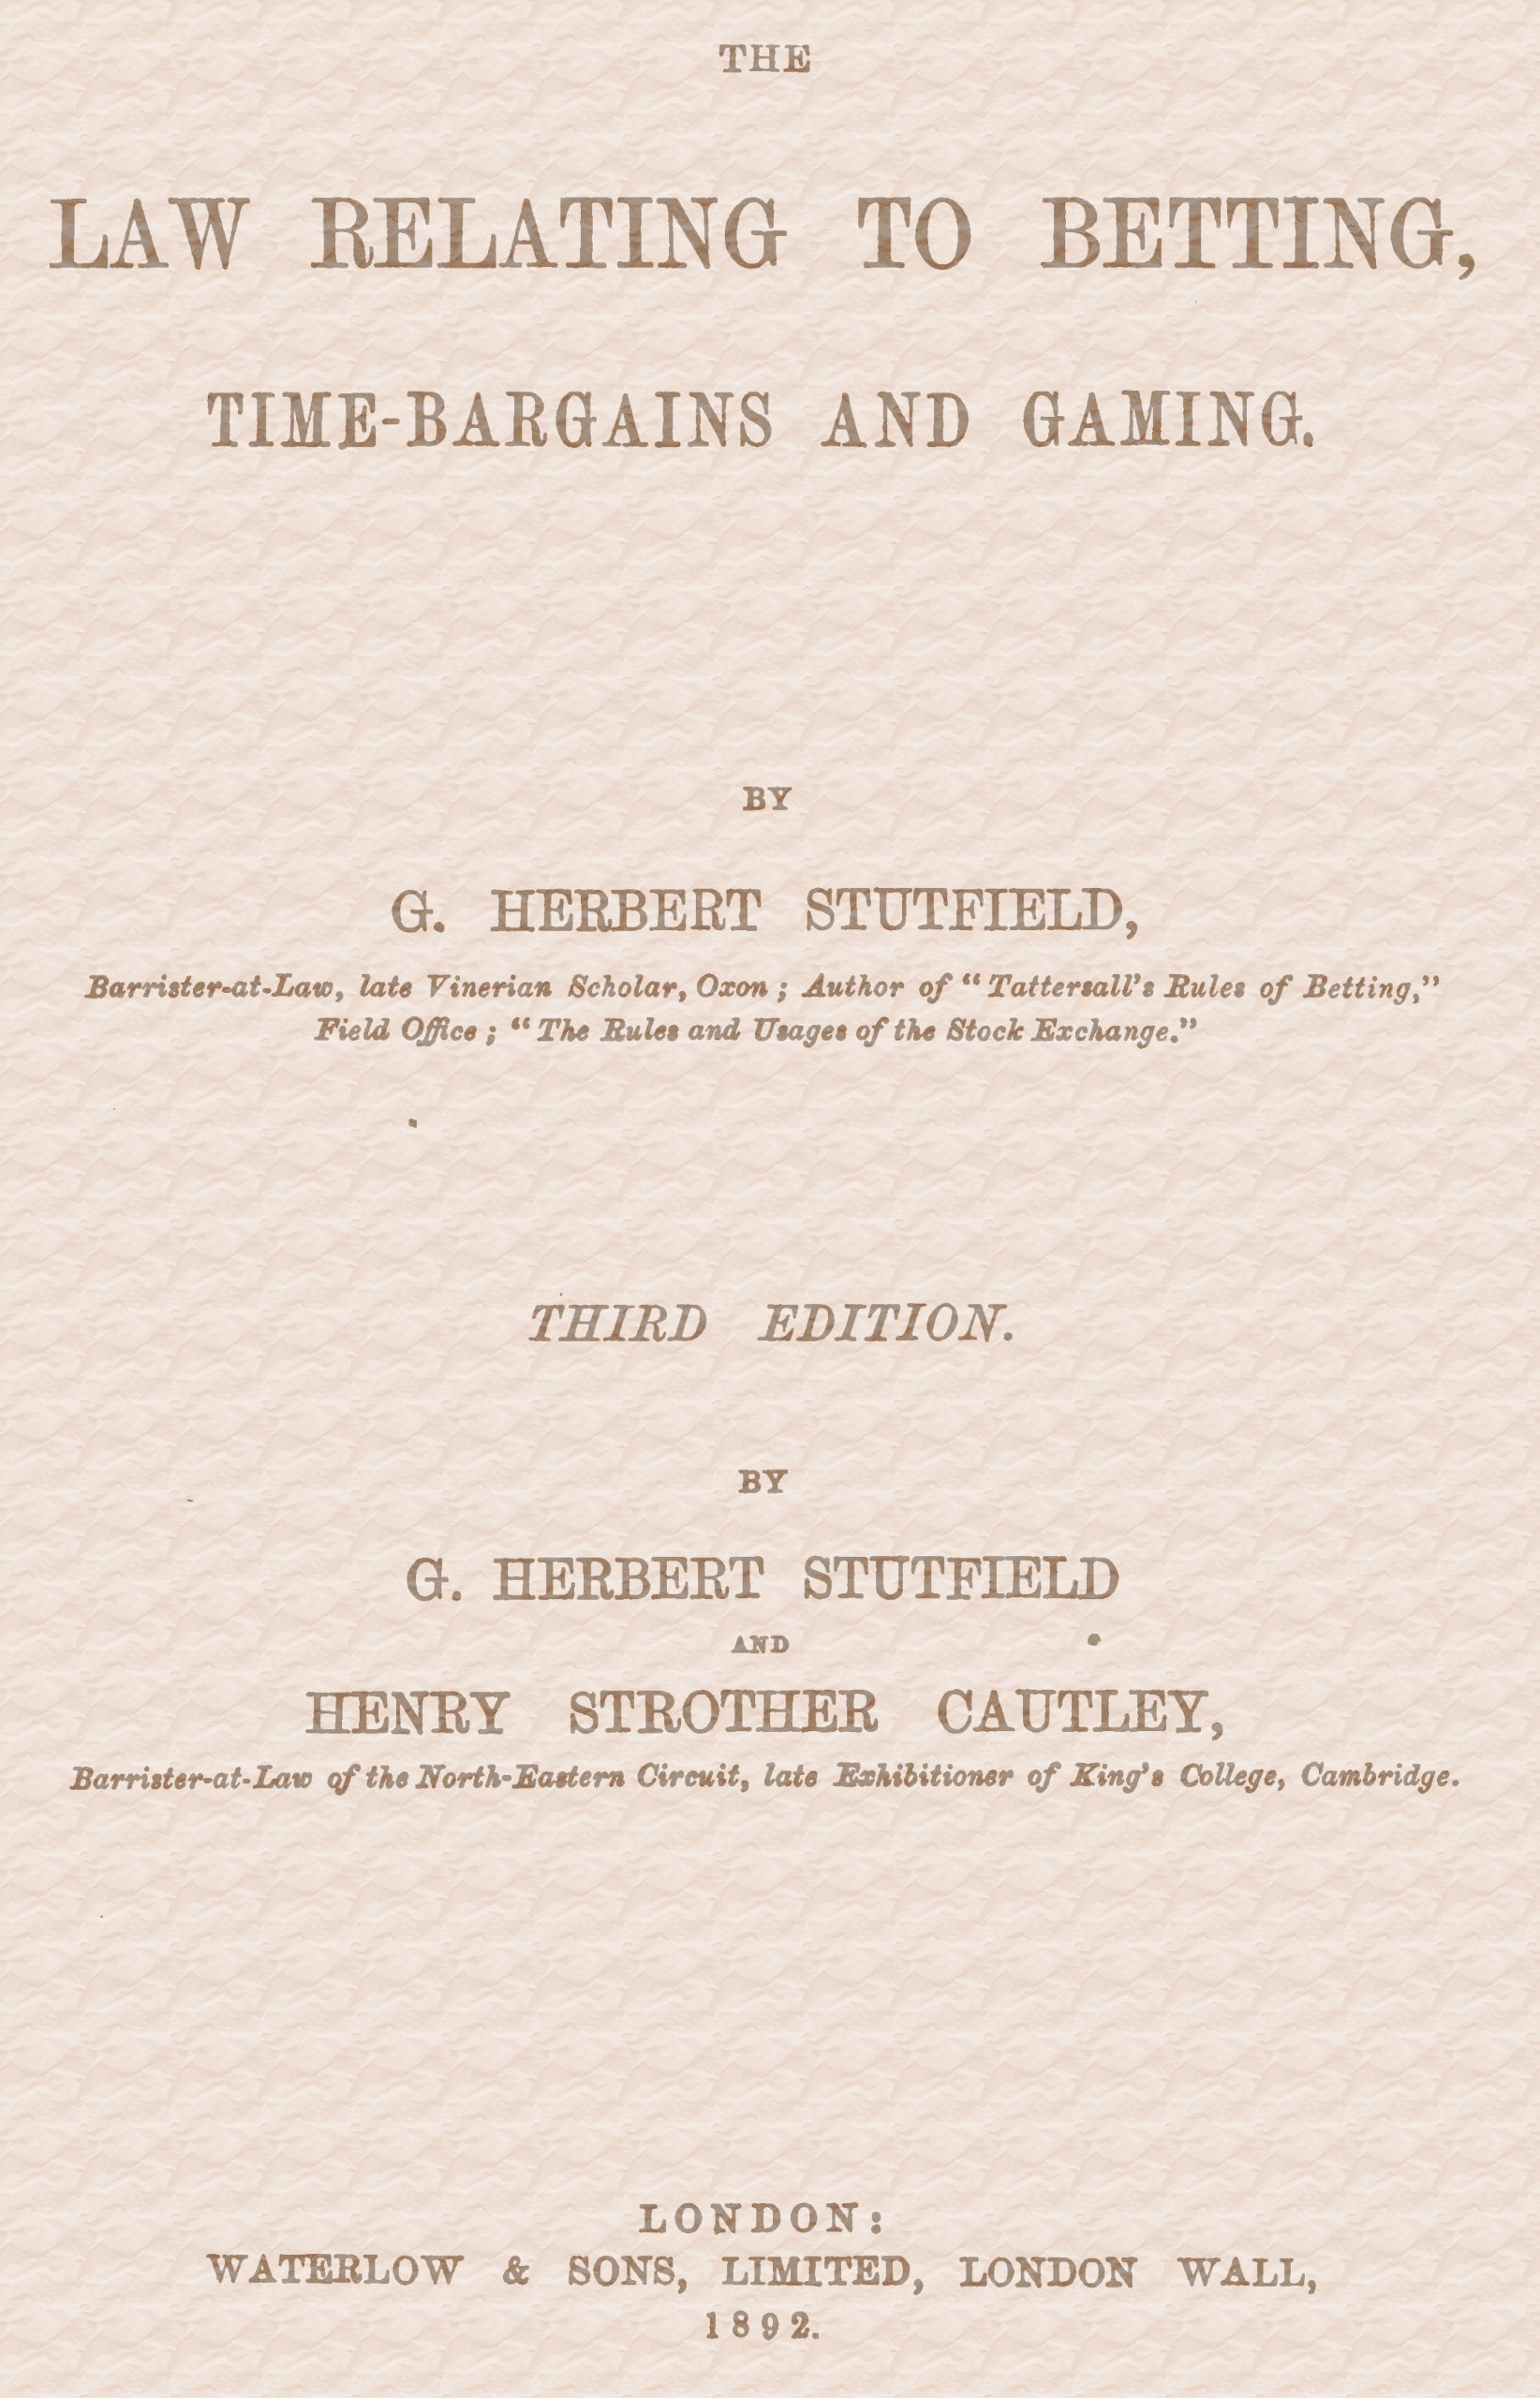 THE
LAW RELATING TO BETTING,
TIME-BARGAINS AND GAMING.
BY
G. HERBERT STUTFIELD,
Barrister-at-Law, late Vinerian Scholar, Oxon ; Author of “Tattersall’s Rules of Betting,”
Field Office ; “The Rules and Usages of the Stock Exchange.”
THIRD EDITION.
BY
G. HERBERT STUTFIELD
AND
HENRY STROTHER CAUTLEY,
Barrister-at-Law of the North-Eastern Circuit, late Exhibitioner of King’s College, Cambridge.
LONDON:
WATERLOW & SONS, LIMITED, LONDON WALL,
1892.